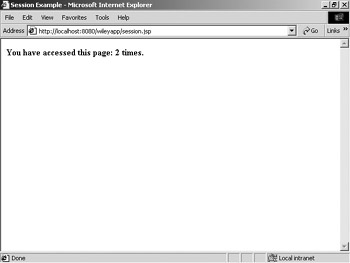 Session Example - Microsoft Internet Explorer
File Edit View Favorites Tools Help
Address http://localhost:8080/wileyapp/session.jsp Go Links »
You have accessed this page: 2 times.
Done Local intranet